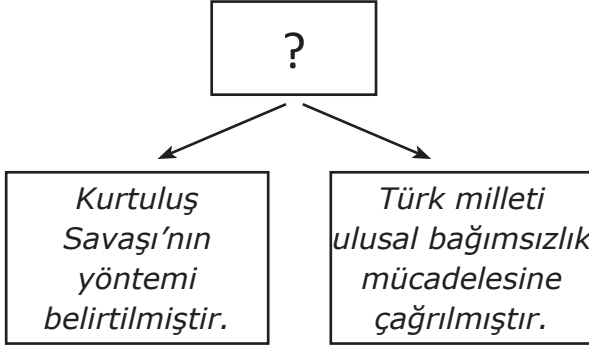 ?
Kurtuluş
Savaşı’nın
yöntemi
belirtilmiştir.
Türk milleti
ulusal bağımsızlık
mücadelesine
çağrılmıştır.